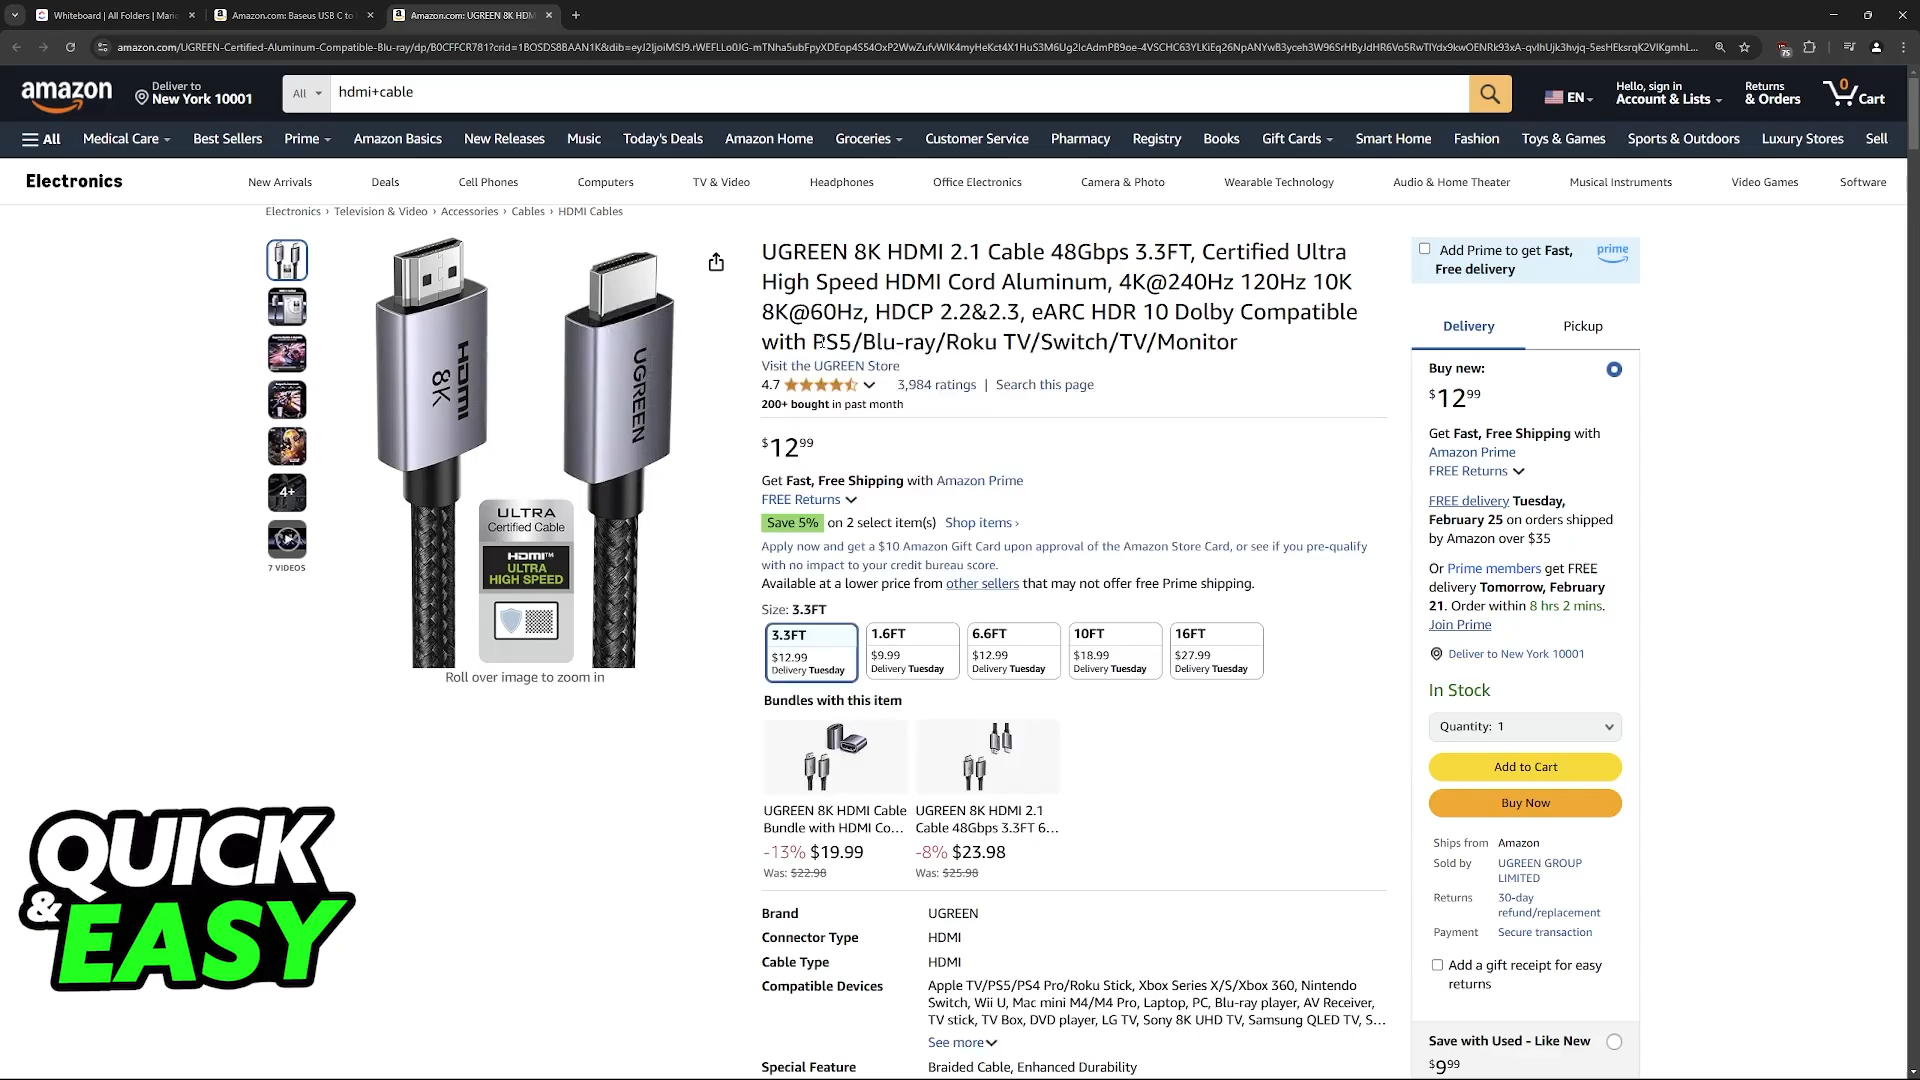 Whiteboard | All Folders | Mario
Amazon.com: Baseus USB C to
Amazon.com: UGREEN 8K HDM
75
amazon
Deliver to
New York 10001
All
hdmi+cable
EN
Hello, sign in
Account & Lists
Returns
& Orders
0
Cart
All
Medical Care
Best Sellers
Prime
Amazon Basics
New Releases
Music
Today's Deals
Amazon Home
Groceries
Customer Service
Pharmacy
Registry
Books
Gift Cards
Smart Home
Fashion
Toys & Games
Sports & Outdoors
Luxury Stores
Sell
Electronics
New Arrivals
Deals
Cell Phones
Computers
TV & Video
Headphones
Office Electronics
Camera & Photo
Wearable Technology
Audio & Home Theater
Musical Instruments
Video Games
Software
Electronics › Television & Video › Accessories › Cables › HDMI Cables
4+
7 VIDEOS
8K HDMI
UGREEN
ULTRA
Certified Cable
HDMI™
ULTRA
HIGH SPEED
Roll over image to zoom in
UGREEN 8K HDMI 2.1 Cable 48Gbps 3.3FT, Certified Ultra
High Speed HDMI Cord Aluminum, 4K@240Hz 120Hz 10K
8K@60Hz, HDCP 2.2&2.3, eARC HDR 10 Dolby Compatible
with PS5/Blu-ray/Roku TV/Switch/TV/Monitor
Visit the UGREEN Store
4.7
3,984 ratings | Search this page
200+ bought in past month
$12 99
Get Fast, Free Shipping with Amazon Prime
FREE Returns
Save 5% on 2 select item(s) Shop items ›
Apply now and get a $10 Amazon Gift Card upon approval of the Amazon Store Card, or see if you pre-qualify
with no impact to your credit bureau score.
Available at a lower price from other sellers that may not offer free Prime shipping.
Size: 3.3FT
3.3FT
$12.99
Delivery Tuesday
1.6FT
$9.99
Delivery Tuesday
6.6FT
$12.99
Delivery Tuesday
10FT
$18.99
Delivery Tuesday
16FT
$27.99
Delivery Tuesday
Bundles with this item
UGREEN 8K HDMI Cable
Bundle with HDMI Co...
-13% $19.99
Was: $22.98
UGREEN 8K HDMI 2.1
Cable 48Gbps 3.3FT 6...
-8% $23.98
Was: $25.98
Brand UGREEN
Connector Type HDMI
Cable Type HDMI
Compatible Devices Apple TV/PS5/PS4 Pro/Roku Stick, Xbox Series X/S/Xbox 360, Nintendo
Switch, Wii U, Mac mini M4/M4 Pro, Laptop, PC, Blu-ray player, AV Receiver,
TV stick, TV Box, DVD player, LG TV, Sony 8K UHD TV, Samsung QLED TV, S...
See more
Special Feature Braided Cable, Enhanced Durability
Add Prime to get Fast,
Free delivery
prime
Delivery
Pickup
Buy new:
$12 99
Get Fast, Free Shipping with
Amazon Prime
FREE Returns
FREE delivery Tuesday,
February 25 on orders shipped
by Amazon over $35
Or Prime members get FREE
delivery Tomorrow, February
21. Order within 8 hrs 2 mins.
Join Prime
Deliver to New York 10001
In Stock
Quantity: 1
Add to Cart
Buy Now
Ships from Amazon
Sold by UGREEN GROUP
LIMITED
Returns 30-day
refund/replacement
Payment Secure transaction
Add a gift receipt for easy
returns
Save with Used - Like New
$9 99
QUICK
& EASY